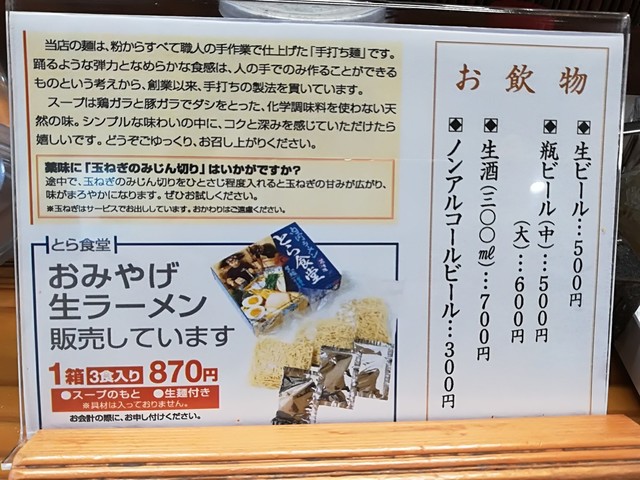 当店の麺は、粉からすべて職人の手作業で仕上げた「手打ち麺」です。
踊るような弾力となめらかな食感は、人の手でのみ作ることができる
ものという考えから、創業以来、手打ちの製法を貫いています。
スープは鶏ガラと豚ガラでダシをとった、化学調味料を使わない天
然の味。シンプルな味わいの中に、コクと深みを感じていただけたら
嬉しいです。どうぞごゆっくり、お召し上がりください。
薬味に「玉ねぎのみじん切り」はいかがですか?
途中で、玉ねぎのみじん切りをひとさじ程度入れると玉ねぎの甘みが広がり、
味がまろやかになります。ぜひお試しください。
※玉ねぎはサービスでお出ししています。おかわりはご遠慮ください。
とら食堂
おみやげ
生ラーメン
販売しています
1箱 3食入り 870円
●スープのもと ●生麺付き
※具材は入っておりません。
お会計の際に、お申し付けください。
とら食堂
お飲物
◆生ビール…500円
◆瓶ビール(中)…500円
(大)…600円
◆生酒(三〇〇㎖)…700円
◆ノンアルコールビール…300円